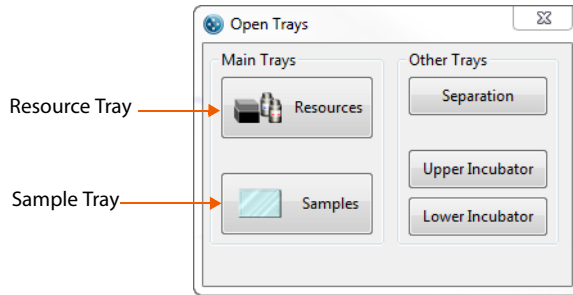 Open Trays
Main Trays
Other Trays
Resource Tray
Resources
Separation
Upper Incubator
Sample Tray
Samples
Lower Incubator